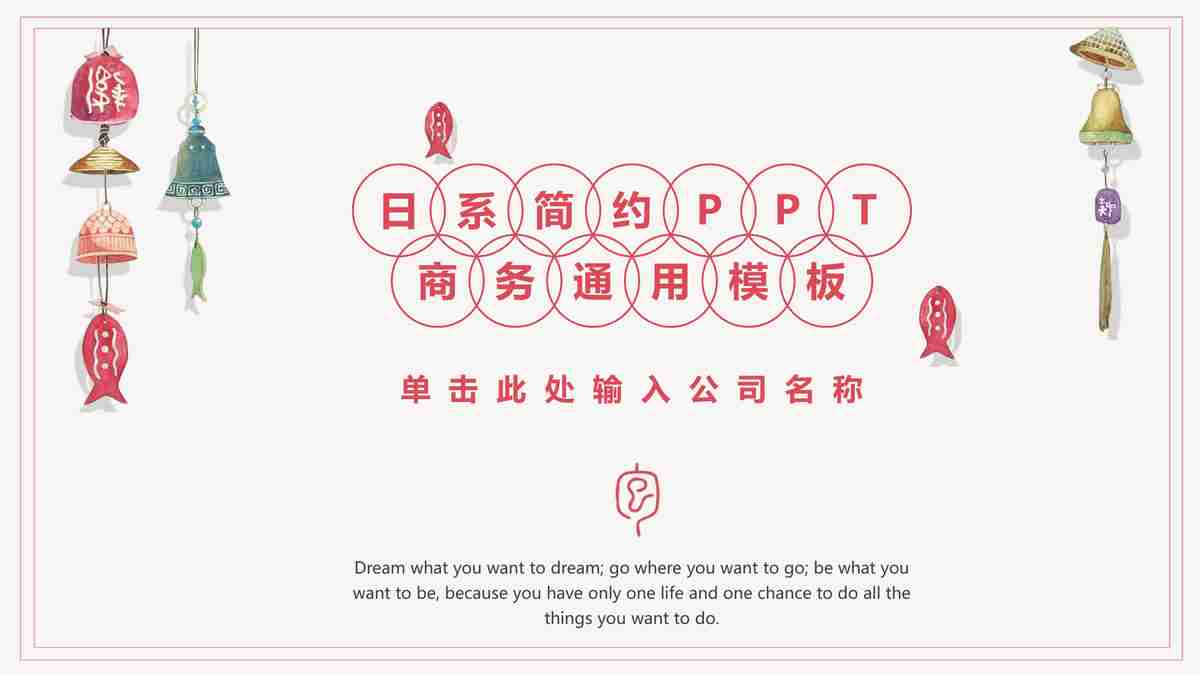 日系简约PPT
商务通用模板
单击此处输入公司名称
Dream what you want to dream; go where you want to go; be what you
want to be, because you have only one life and one chance to do all the
things you want to do.